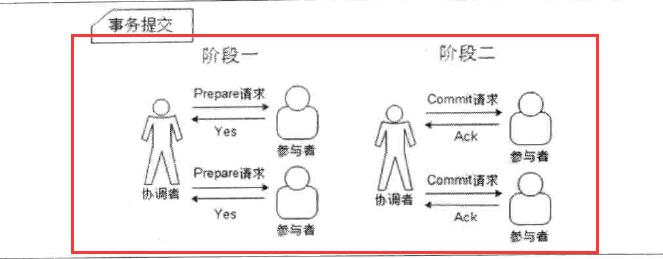 事务提交
阶段一
Prepare请求
Yes
参与者
Prepare请求
Yes
参与者
协调者
阶段二
Commit请求
Ack
参与者
Commit请求
Ack
参与者
协调者